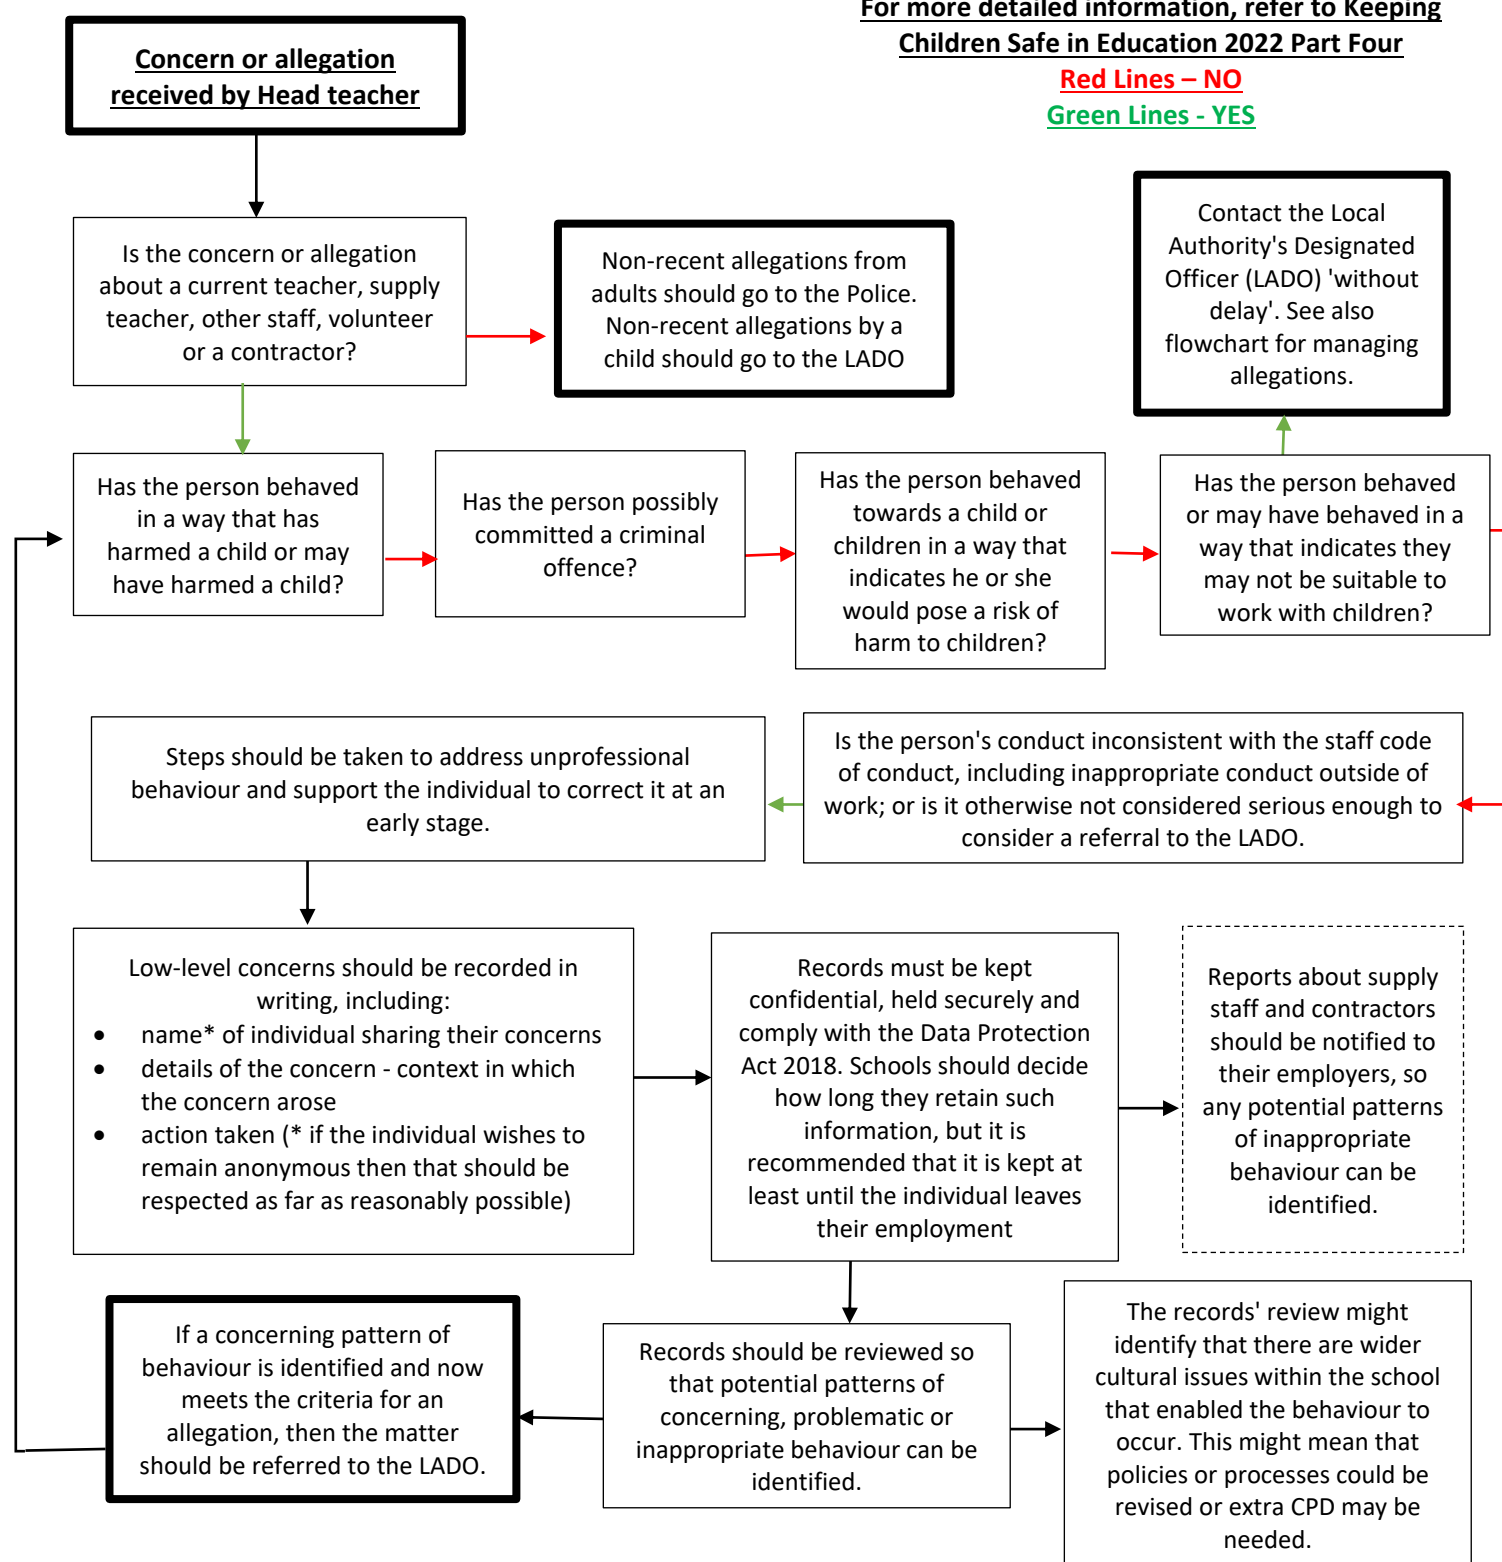 For more detailed information, refer to Keeping
Children Safe in Education 2022 Part Four
Red Lines – NO
Green Lines - YES
Concern or allegation
received by Head teacher
Is the concern or allegation
about a current teacher, supply
teacher, other staff, volunteer
or a contractor?
Non-recent allegations from
adults should go to the Police.
Non-recent allegations by a
child should go to the LADO
Contact the Local
Authority's Designated
Officer (LADO) 'without
delay'. See also
flowchart for managing
allegations.
Has the person behaved
in a way that has
harmed a child or may
have harmed a child?
Has the person possibly
committed a criminal
offence?
Has the person behaved
towards a child or
children in a way that
indicates he or she
would pose a risk of
harm to children?
Has the person behaved
or may have behaved in a
way that indicates they
may not be suitable to
work with children?
Steps should be taken to address unprofessional
behaviour and support the individual to correct it at an
early stage.
Is the person's conduct inconsistent with the staff code
of conduct, including inappropriate conduct outside of
work; or is it otherwise not considered serious enough to
consider a referral to the LADO.
Low-level concerns should be recorded in
writing, including:
• name* of individual sharing their concerns
• details of the concern - context in which
the concern arose
• action taken (* if the individual wishes to
remain anonymous then that should be
respected as far as reasonably possible)
Records must be kept
confidential, held securely and
comply with the Data Protection
Act 2018. Schools should decide
how long they retain such
information, but it is
recommended that it is kept at
least until the individual leaves
their employment
Reports about supply
staff and contractors
should be notified to
their employers, so
any potential patterns
of inappropriate
behaviour can be
identified.
If a concerning pattern of
behaviour is identified and now
meets the criteria for an
allegation, then the matter
should be referred to the LADO.
Records should be reviewed so
that potential patterns of
concerning, problematic or
inappropriate behaviour can be
identified.
The records' review might
identify that there are wider
cultural issues within the school
that enabled the behaviour to
occur. This might mean that
policies or processes could be
revised or extra CPD may be
needed.